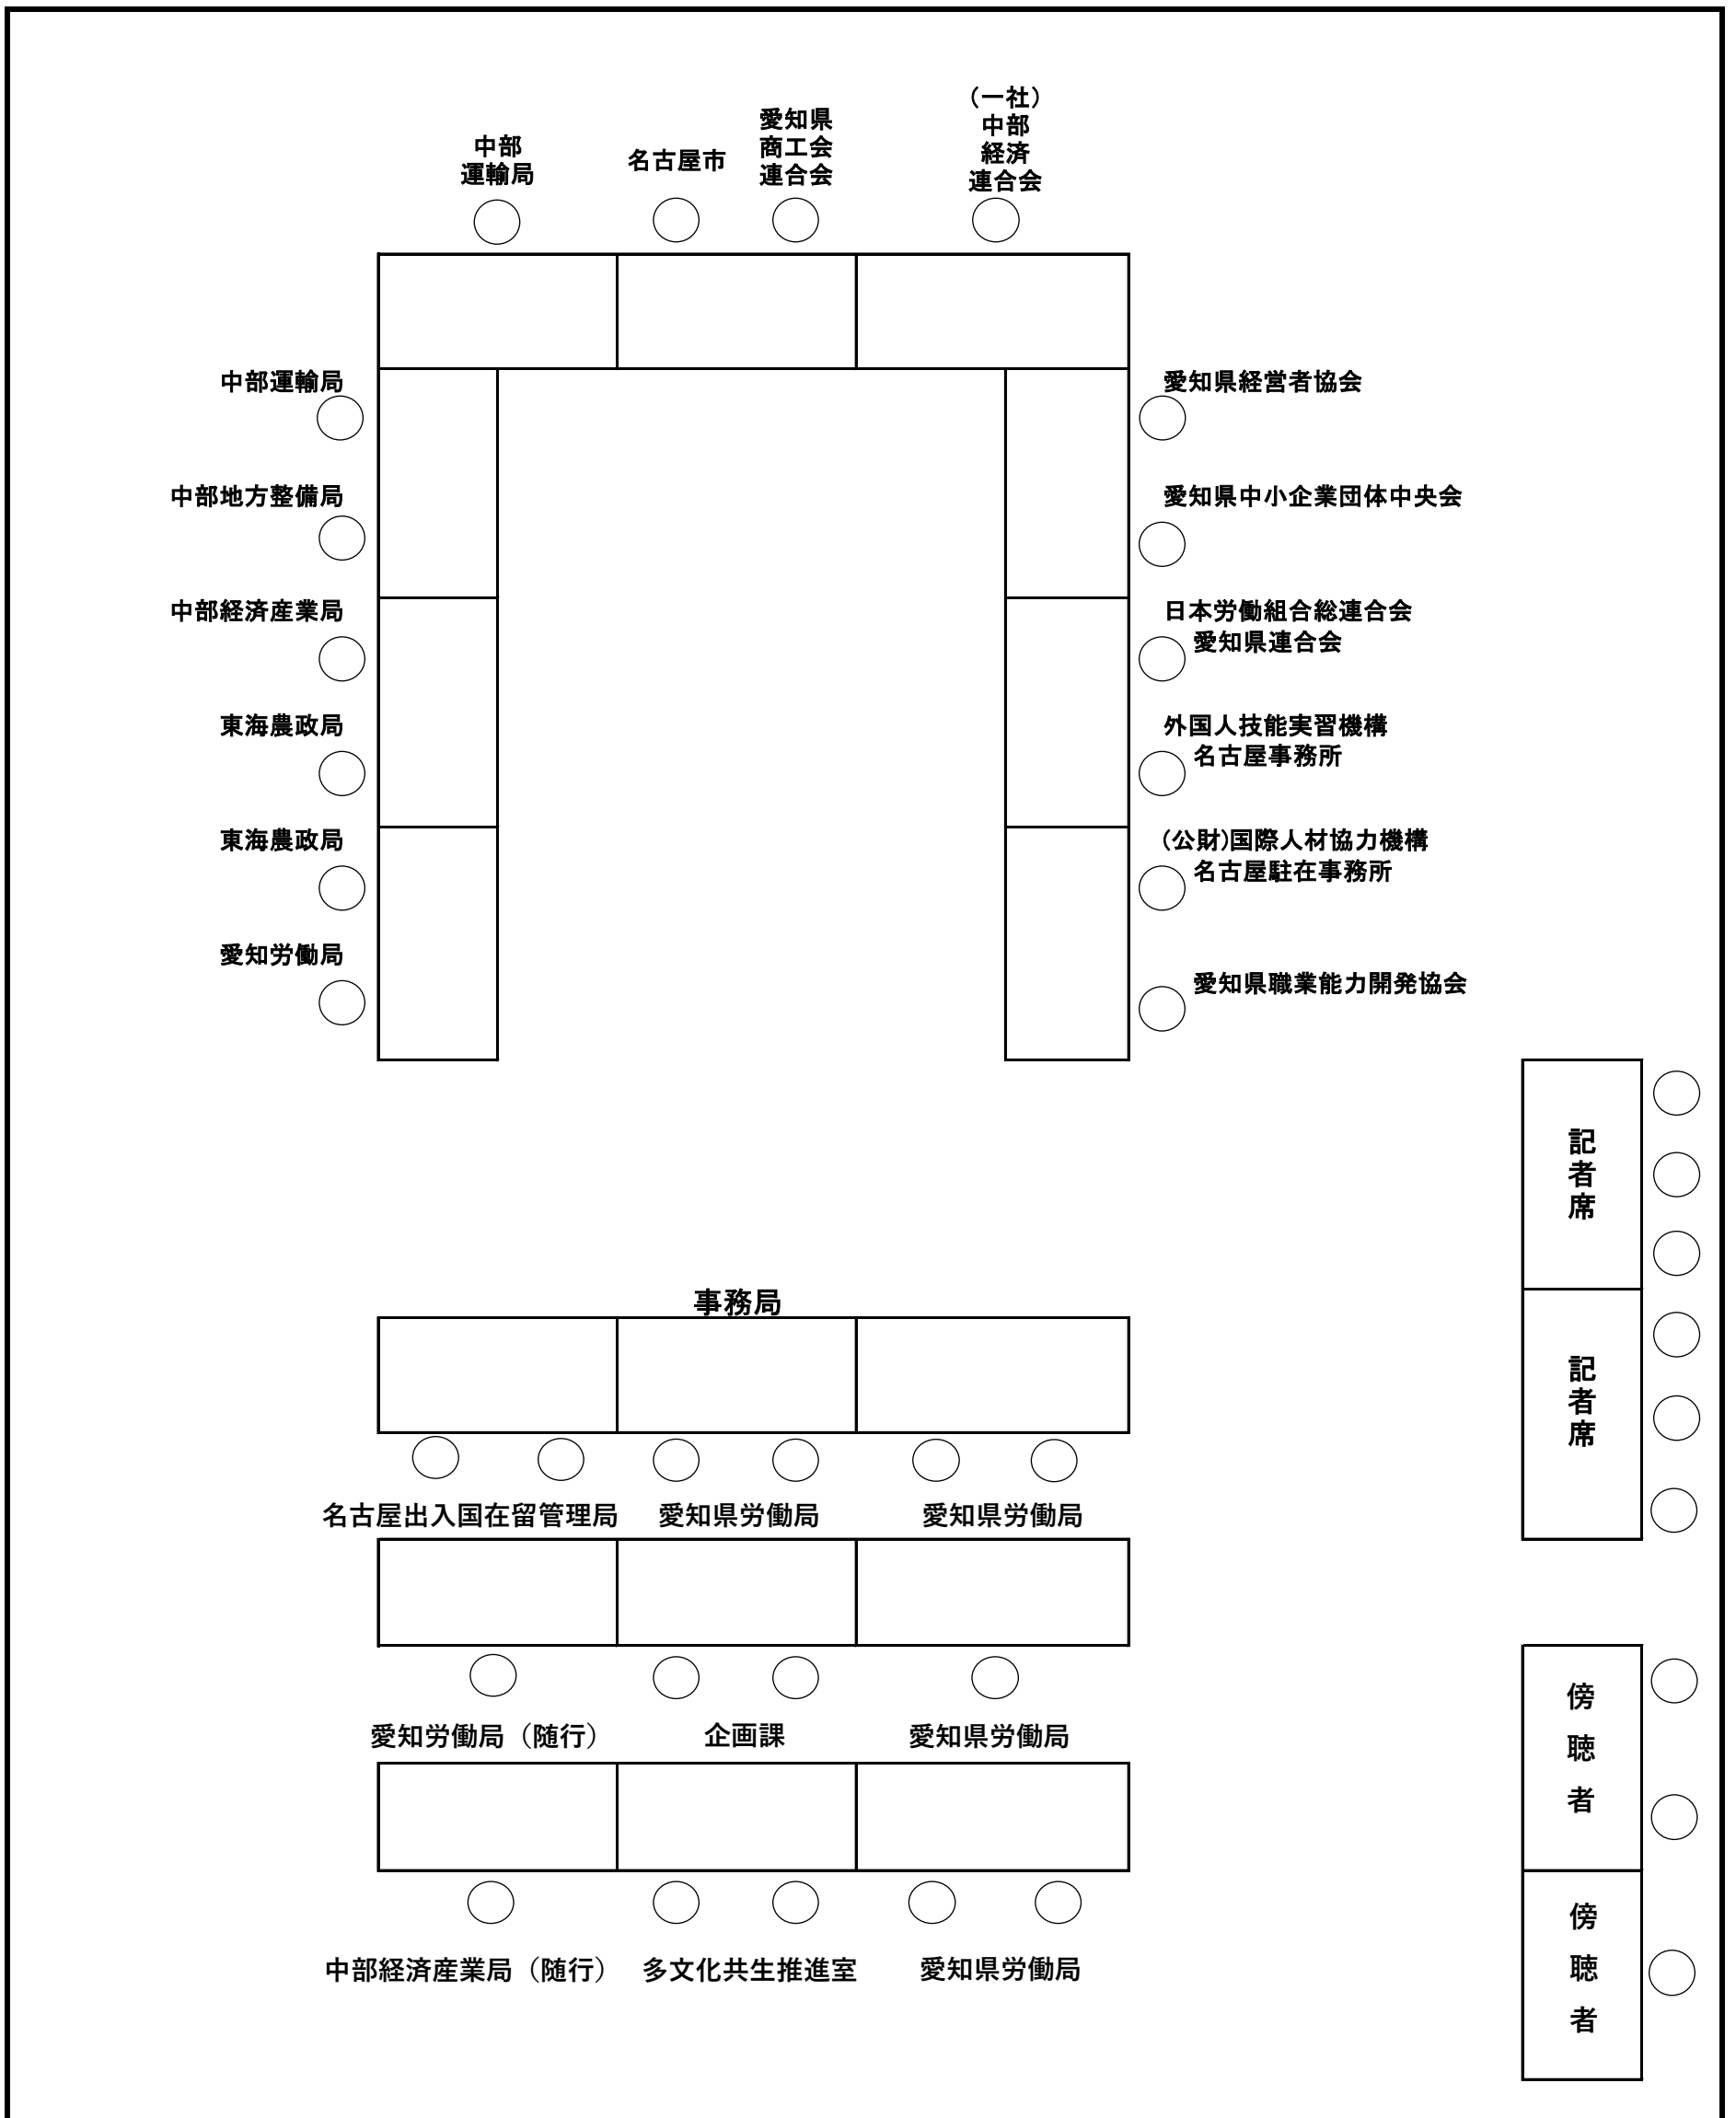 中部
運輸局
名古屋市
愛知県
商工会
連合会
（一社）
中部
経済
連合会
中部運輸局
中部地方整備局
中部経済産業局
東海農政局
東海農政局
愛知労働局
愛知県経営者協会
愛知県中小企業団体中央会
日本労働組合総連合会
愛知県連合会
外国人技能実習機構
名古屋事務所
(公財)国際人材協力機構
名古屋駐在事務所
愛知県職業能力開発協会
記者席
記者席
事務局
名古屋出入国在留管理局
愛知県労働局
愛知県労働局
愛知労働局（随行）
企画課
愛知県労働局
中部経済産業局（随行）
多文化共生推進室
愛知県労働局
傍聴者
傍聴者